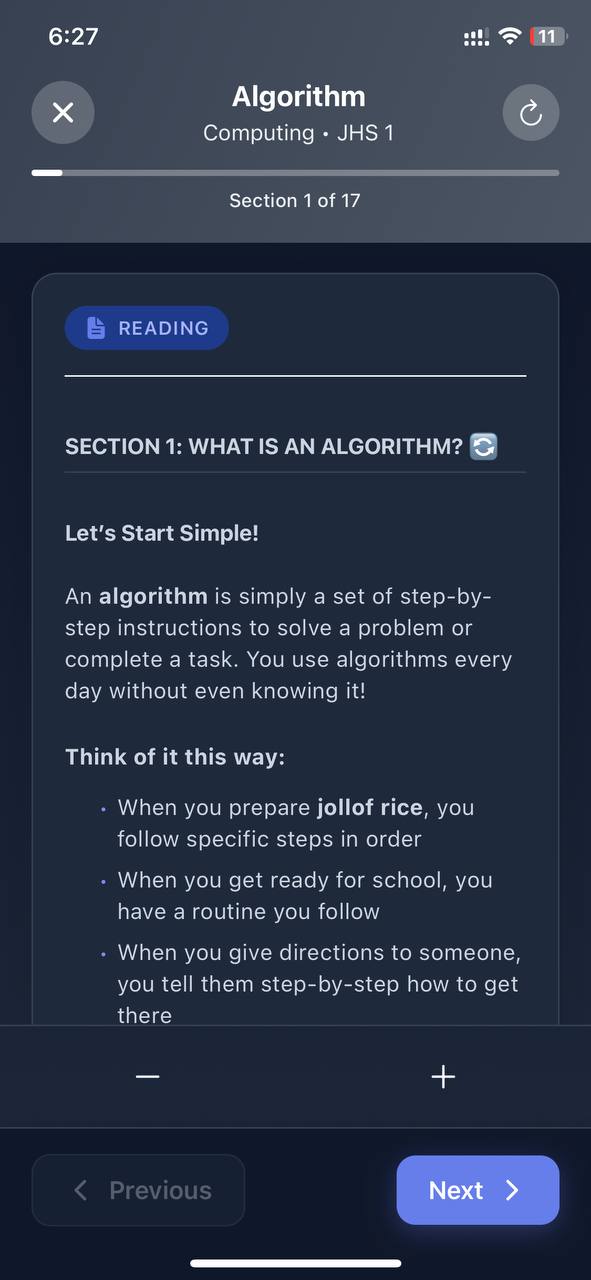 6:27
11
Algorithm
Computing • JHS 1
Section 1 of 17
READING
SECTION 1: WHAT IS AN ALGORITHM? 🔄
Let’s Start Simple!
An algorithm is simply a set of step-by-
step instructions to solve a problem or
complete a task. You use algorithms every
day without even knowing it!
Think of it this way:
• When you prepare jollof rice, you
follow specific steps in order
• When you get ready for school, you
have a routine you follow
• When you give directions to someone,
you tell them step-by-step how to get
there
Previous
Next